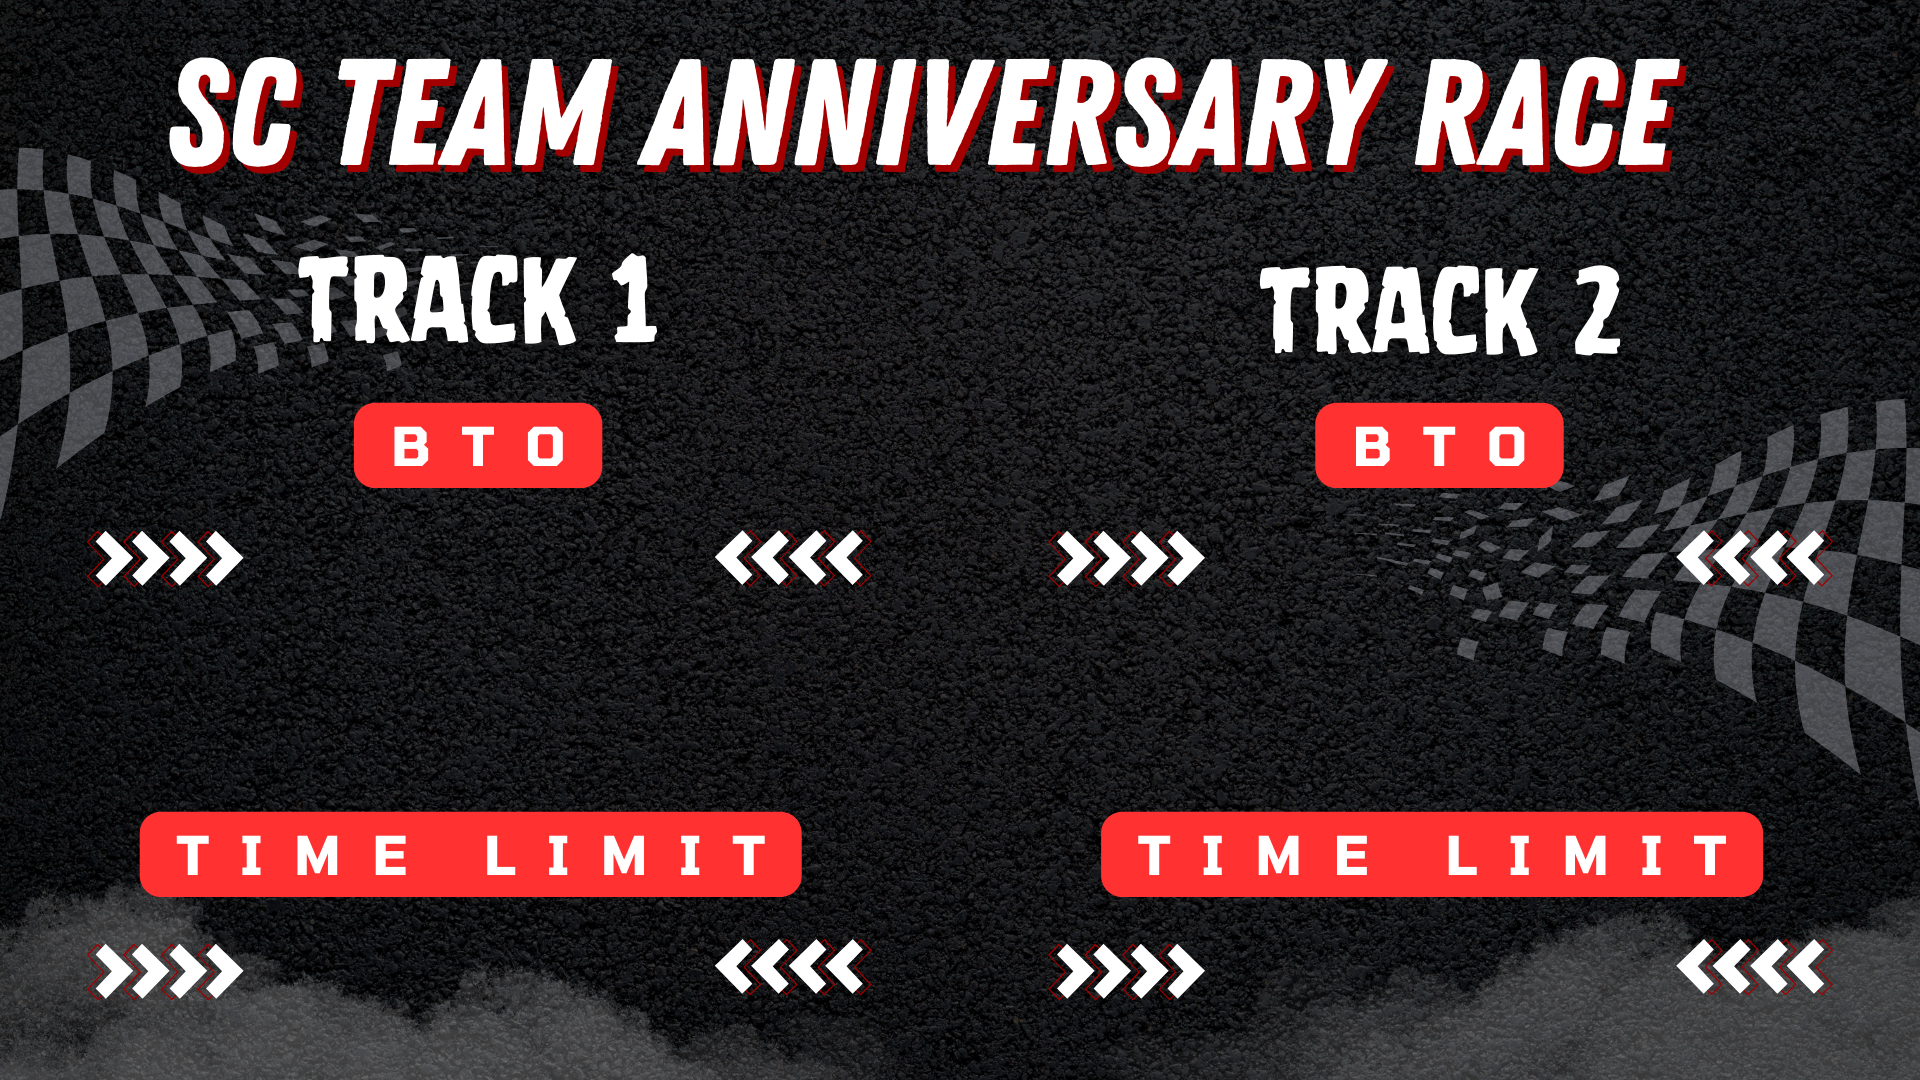 SC TEAM ANNIVERSARY RACE
TRACK 1
BTO
TIME LIMIT
TRACK 2
BTO
TIME LIMIT